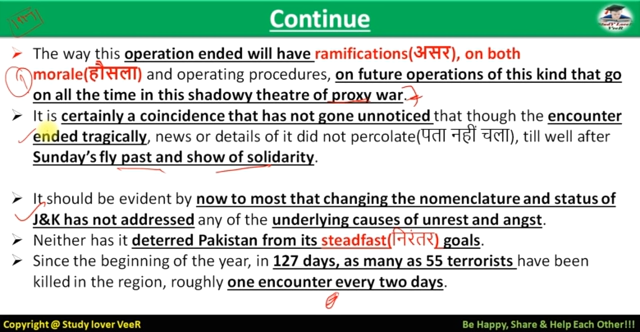 Continue
Study Lover VeeR
➢ The way this operation ended will have ramifications(असर), on both
morale(हौसला) and operating procedures, on future operations of this kind that go
on all the time in this shadowy theatre of proxy war.
➢ It is certainly a coincidence that has not gone unnoticed that though the encounter
ended tragically, news or details of it did not percolate(पता नहीं चला), till well after
Sunday's fly past and show of solidarity.
➢ It should be evident by now to most that changing the nomenclature and status of
J&K has not addressed any of the underlying causes of unrest and angst.
➢ Neither has it deterred Pakistan from its steadfast(निरंतर) goals.
➢ Since the beginning of the year, in 127 days, as many as 55 terrorists have been
killed in the region, roughly one encounter every two days.
Copyright @ Study lover VeeR
Be Happy, Share & Help Each Other!!!